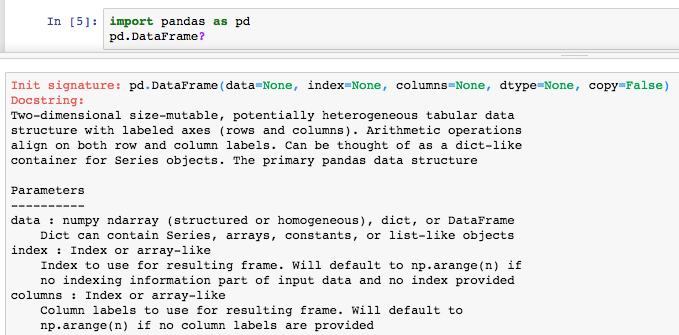 In [5]: import pandas as pd
pd.DataFrame?
Init signature: pd.DataFrame(data=None, index=None, columns=None, dtype=None, copy=False)
Docstring:
Two-dimensional size-mutable, potentially heterogeneous tabular data
structure with labeled axes (rows and columns). Arithmetic operations
align on both row and column labels. Can be thought of as a dict-like
container for Series objects. The primary pandas data structure
Parameters
----------
data : numpy ndarray (structured or homogeneous), dict, or DataFrame
    Dict can contain Series, arrays, constants, or list-like objects
index : Index or array-like
    Index to use for resulting frame. Will default to np.arange(n) if
    no indexing information part of input data and no index provided
columns : Index or array-like
    Column labels to use for resulting frame. Will default to
    np.arange(n) if no column labels are provided